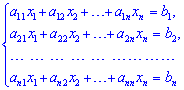 a₁₁x₁+a₁₂x₂+...+a₁ₙxₙ=b₁,
a₂₁x₁+a₂₂x₂+...+a₂ₙxₙ=b₂,
... ... ... ... ... ... ... ... ...
aₙ₁x₁+aₙ₂x₂+...+aₙₙxₙ=bₙ